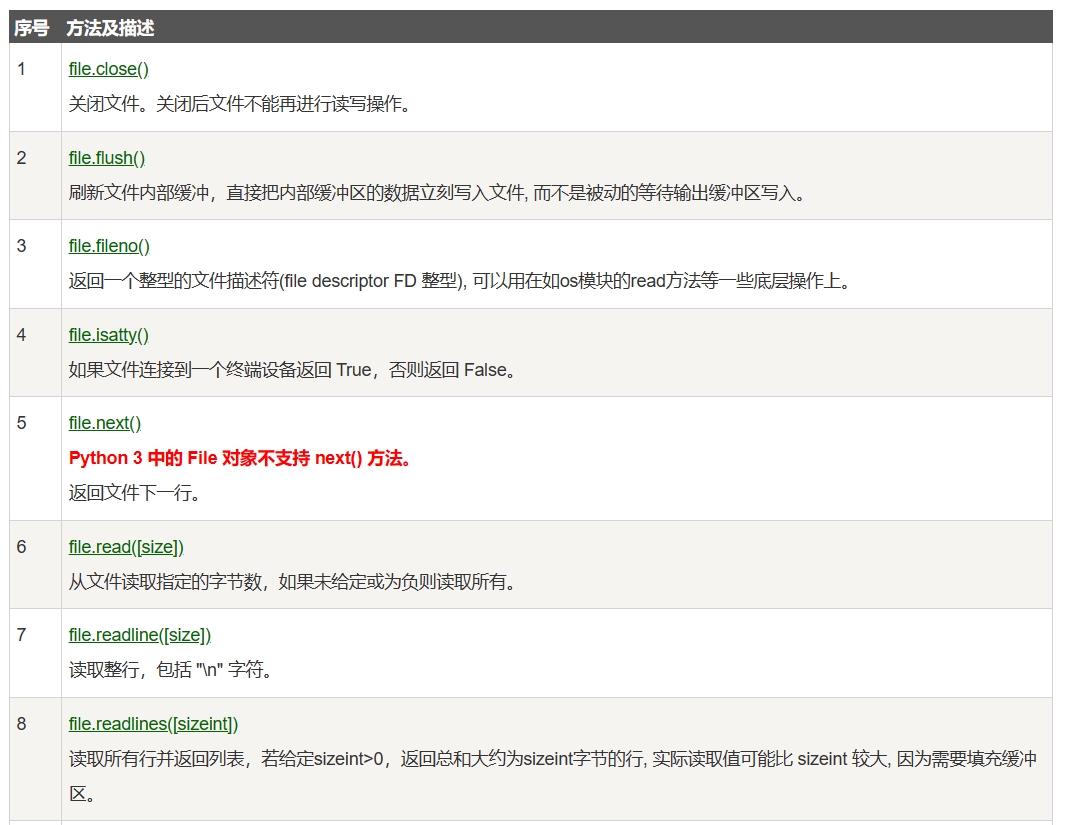 序号 方法及描述
1 file.close()
关闭文件。关闭后文件不能再进行读写操作。
2 file.flush()
刷新文件内部缓冲，直接把内部缓冲区的数据立刻写入文件, 而不是被动的等待输出缓冲区写入。
3 file.fileno()
返回一个整型的文件描述符(file descriptor FD 整型), 可以用在如os模块的read方法等一些底层操作上。
4 file.isatty()
如果文件连接到一个终端设备返回 True，否则返回 False。
5 file.next()
Python 3 中的 File 对象不支持 next() 方法。
返回文件下一行。
6 file.read([size])
从文件读取指定的字节数，如果未给定或为负则读取所有。
7 file.readline([size])
读取整行，包括 "\n" 字符。
8 file.readlines([sizeint])
读取所有行并返回列表，若给定sizeint>0，返回总和大约为sizeint字节的行, 实际读取值可能比 sizeint 较大, 因为需要填充缓冲
区。